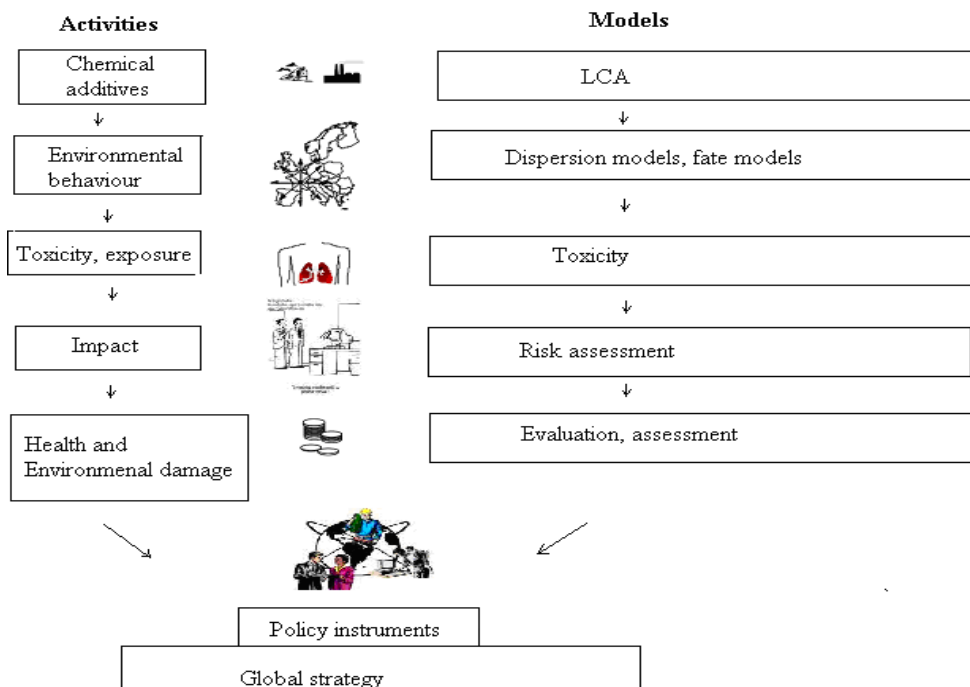 Activities
Models
Chemical
additives
LCA
Environmental
behaviour
Dispersion models, fate models
Toxicity, exposure
Toxicity
Impact
Risk assessment
Health and
Environmenal damage
Evaluation, assessment
Policy instruments
Global strategy